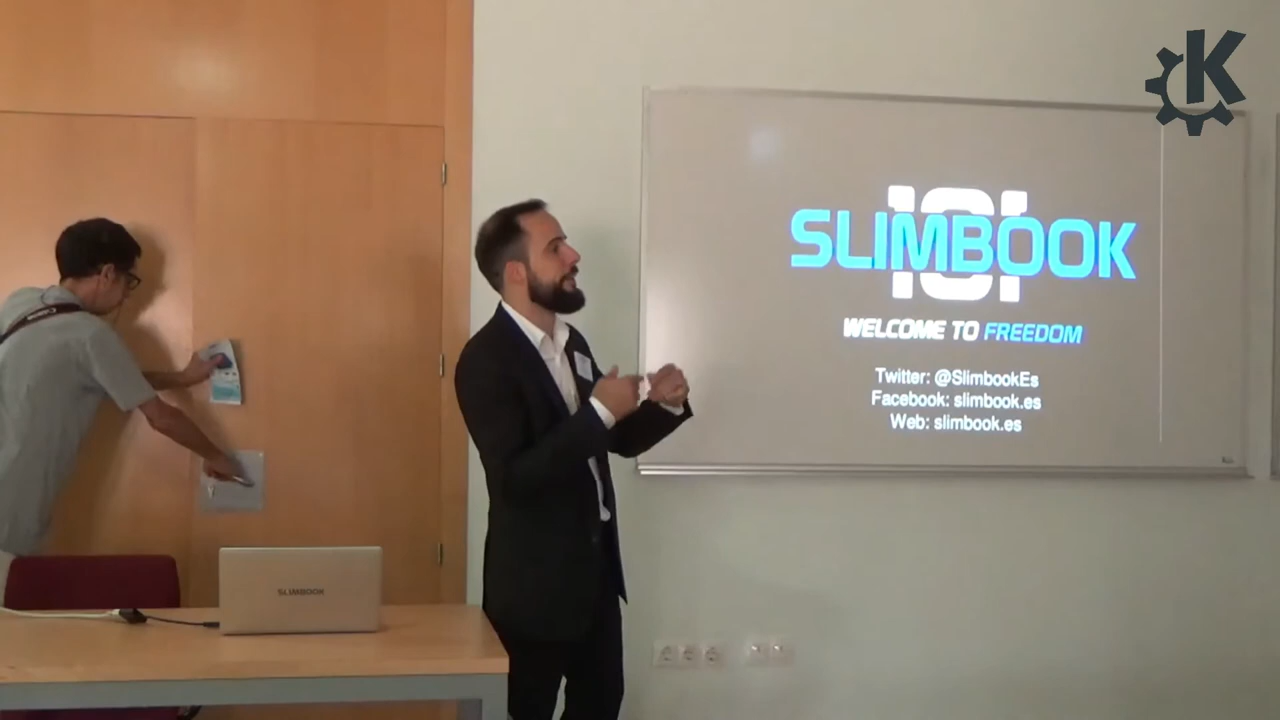 SLIMBOOK
WELCOME TO FREEDOM
Twitter: @SlimbookEs
Facebook: slimbook.es
Web: slimbook.es
SLIMBOOK
K